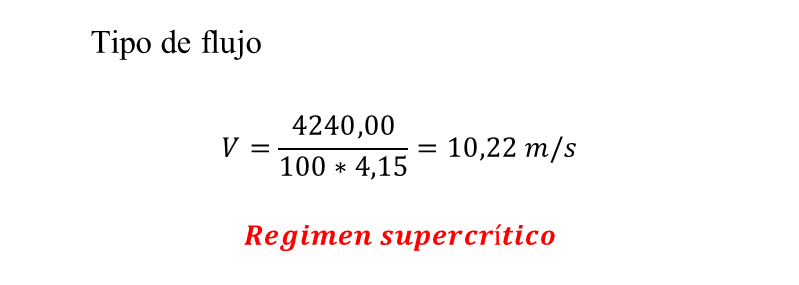 Tipo de flujo
V = 4240,00 / 100 * 4,15 = 10,22 m/s
Regimen supercrítico